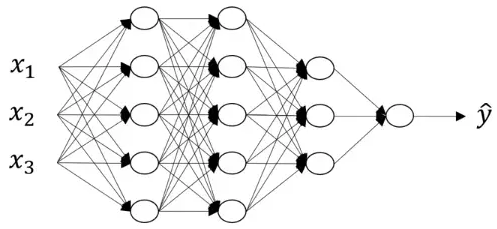 x₁
x₂
x₃
ŷ